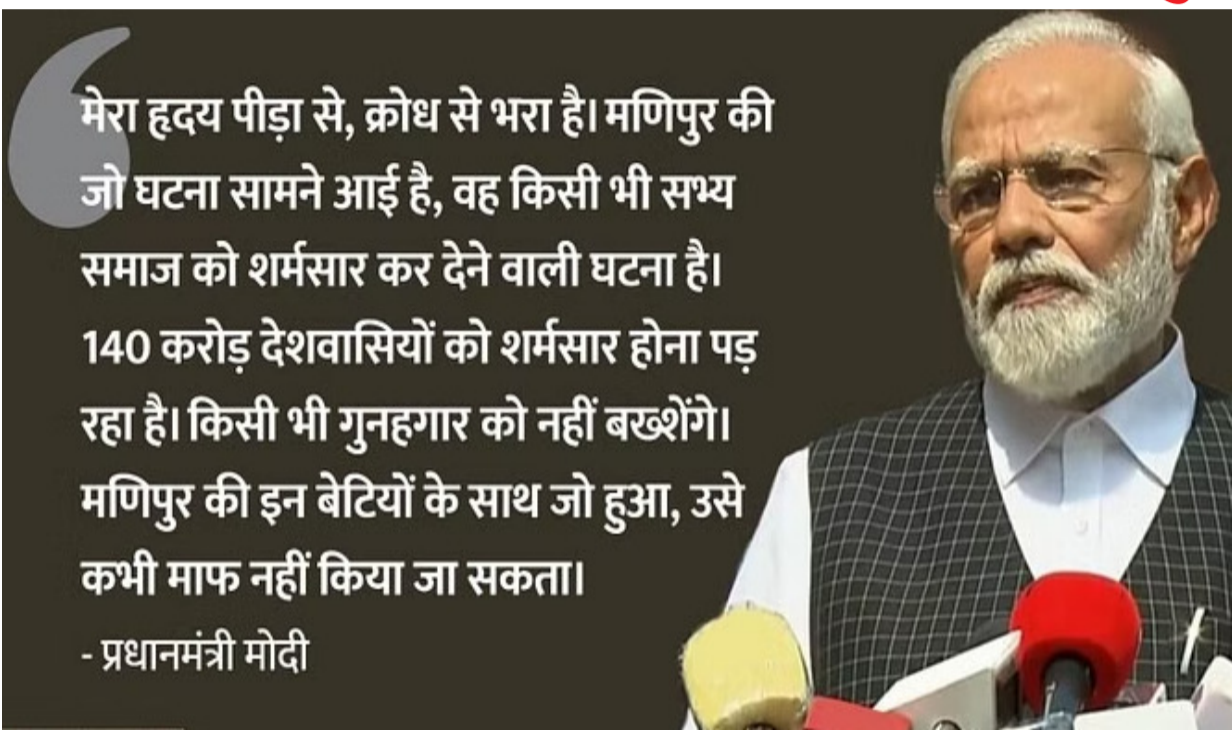 मेरा हृदय पीड़ा से, क्रोध से भरा है। मणिपुर की
जो घटना सामने आई है, वह किसी भी सभ्य
समाज को शर्मसार कर देने वाली घटना है।
140 करोड़ देशवासियों को शर्मसार होना पड़
रहा है। किसी भी गुनहगार को नहीं बख्शेंगे।
मणिपुर की इन बेटियों के साथ जो हुआ, उसे
कभी माफ नहीं किया जा सकता।
- प्रधानमंत्री मोदी